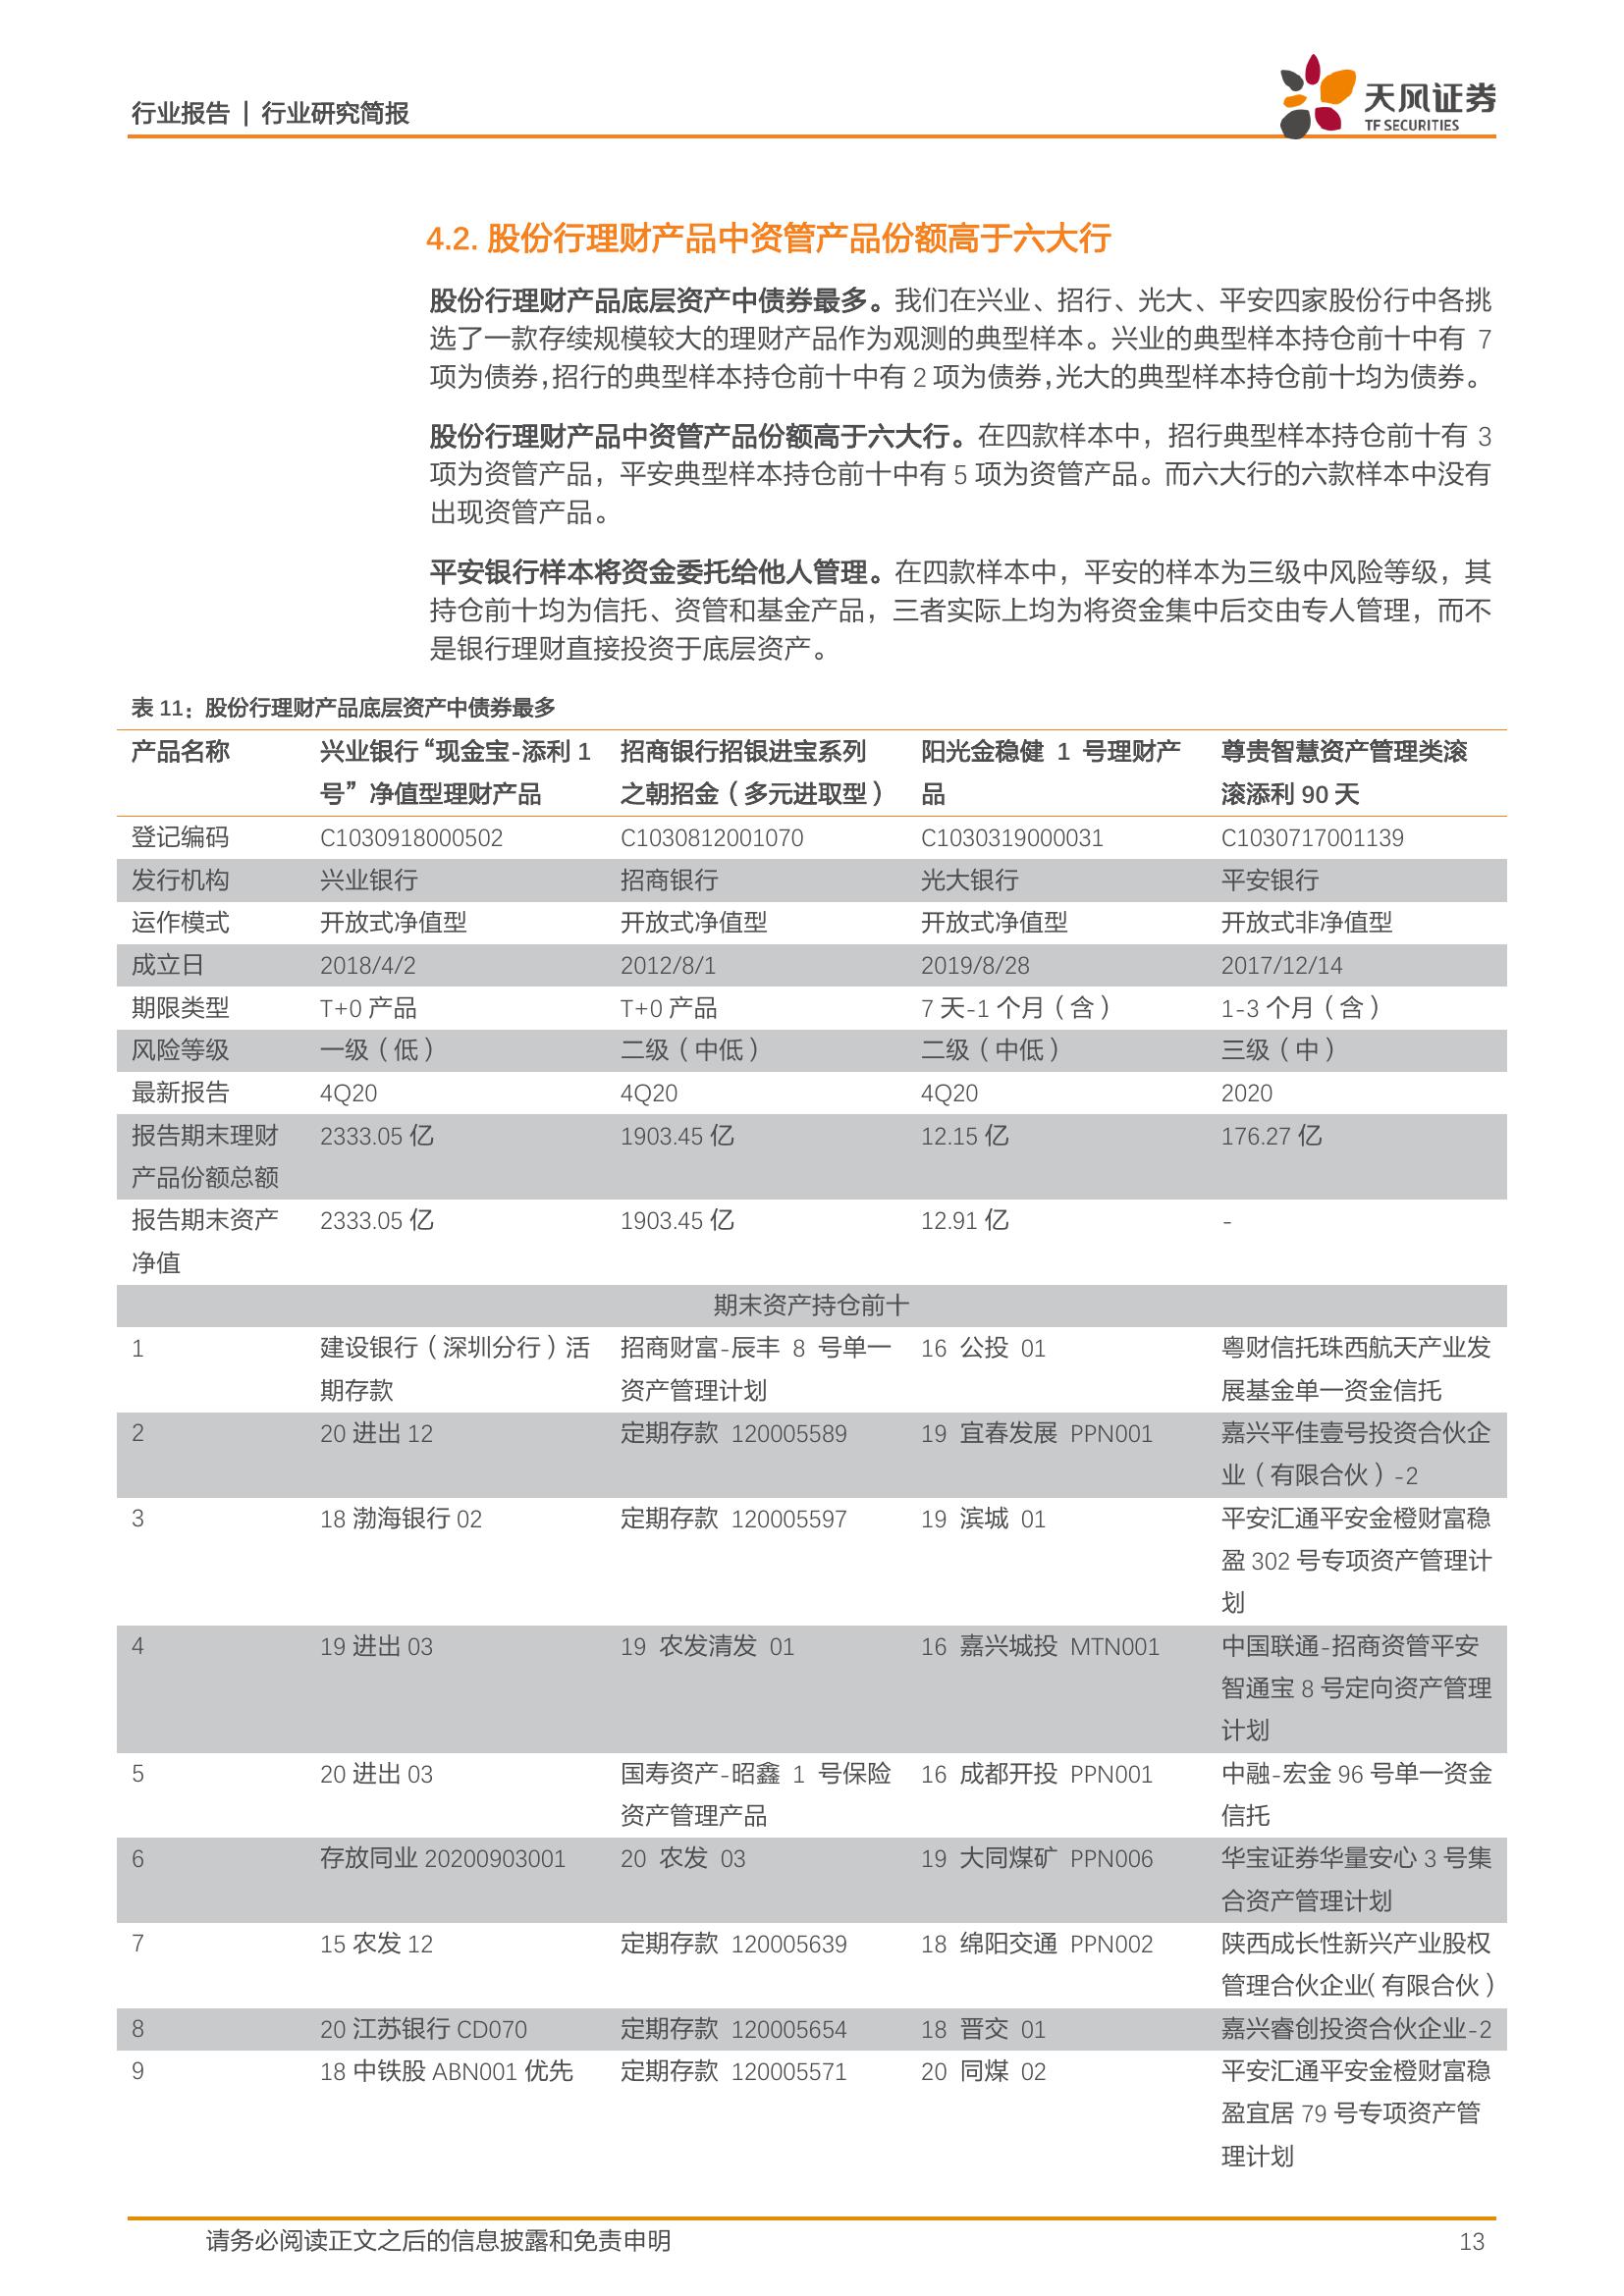 行业报告 | 行业研究简报
天风证券
TF SECURITIES
4.2. 股份行理财产品中资管产品份额高于六大行
股份行理财产品底层资产中债券最多。我们在兴业、招行、光大、平安四家股份行中各挑
选了一款存续规模较大的理财产品作为观测的典型样本。兴业的典型样本持仓前十中有 7
项为债券,招行的典型样本持仓前十中有 2 项为债券,光大的典型样本持仓前十均为债券。
股份行理财产品中资管产品份额高于六大行。在四款样本中，招行典型样本持仓前十有 3
项为资管产品，平安典型样本持仓前十中有 5 项为资管产品。而六大行的六款样本中没有
出现资管产品。
平安银行样本将资金委托给他人管理。在四款样本中，平安的样本为三级中风险等级，其
持仓前十均为信托、资管和基金产品，三者实际上均为将资金集中后交由专人管理，而不
是银行理财直接投资于底层资产。
表 11：股份行理财产品底层资产中债券最多
产品名称 兴业银行“现金宝-添利 1 招商银行招银进宝系列 阳光金稳健 1 号理财产 尊贵智慧资产管理类滚
号” 净值型理财产品 之朝招金（多元进取型） 品 滚添利 90 天
登记编码 C1030918000502 C1030812001070 C1030319000031 C1030717001139
发行机构 兴业银行 招商银行 光大银行 平安银行
运作模式 开放式净值型 开放式净值型 开放式净值型 开放式非净值型
成立日 2018/4/2 2012/8/1 2019/8/28 2017/12/14
期限类型 T+0 产品 T+0 产品 7 天-1 个月（含） 1-3 个月（含）
风险等级 一级（低） 二级（中低） 二级（中低） 三级（中）
最新报告 4Q20 4Q20 4Q20 2020
报告期末理财 2333.05 亿 1903.45 亿 12.15 亿 176.27 亿
产品份额总额
报告期末资产 2333.05 亿 1903.45 亿 12.91 亿 -
净值
期末资产持仓前十
1 建设银行（深圳分行）活 招商财富-辰丰 8 号单一 16 公投 01 粤财信托珠西航天产业发
期存款 资产管理计划 展基金单一资金信托
2 20 进出 12 定期存款 120005589 19 宜春发展 PPN001 嘉兴平佳壹号投资合伙企
业（有限合伙）-2
3 18 渤海银行 02 定期存款 120005597 19 滨城 01 平安汇通平安金橙财富稳
盈 302 号专项资产管理计
划
4 19 进出 03 19 农发清发 01 16 嘉兴城投 MTN001 中国联通-招商资管平安
智通宝 8 号定向资产管理
计划
5 20 进出 03 国寿资产-昭鑫 1 号保险 16 成都开投 PPN001 中融-宏金 96 号单一资金
资产管理产品 信托
6 存放同业 20200903001 20 农发 03 19 大同煤矿 PPN006 华宝证券华量安心 3 号集
合资产管理计划
7 15 农发 12 定期存款 120005639 18 绵阳交通 PPN002 陕西成长性新兴产业股权
管理合伙企业（有限合伙）
8 20 江苏银行 CD070 定期存款 120005654 18 晋交 01 嘉兴睿创投资合伙企业-2
9 18 中铁股 ABN001 优先 定期存款 120005571 20 同煤 02 平安汇通平安金橙财富稳
盈宜居 79 号专项资产管
理计划
请务必阅读正文之后的信息披露和免责申明 13